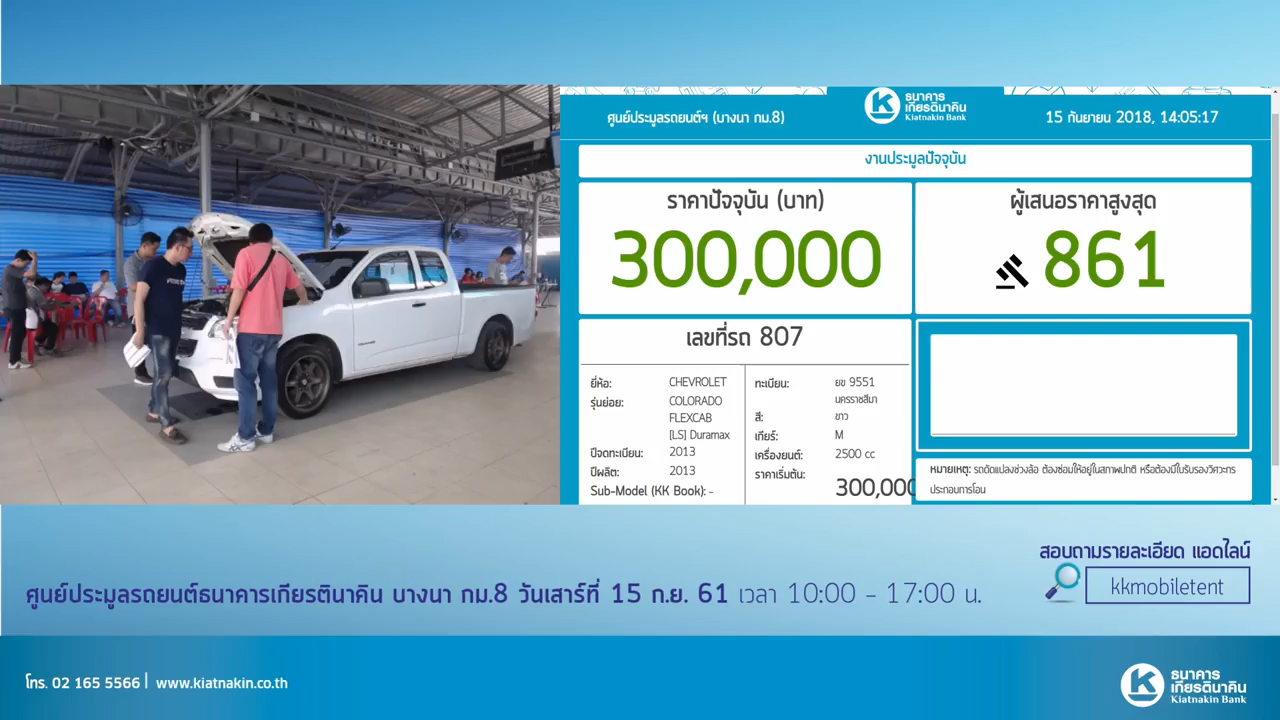 ศูนย์ประมูลรถยนต์ฯ (บางนา กม.8)
ธนาคาร
เกียรตินาคิน
Kiatnakin Bank
15 กันยายน 2018, 14:05:17
งานประมูลปัจจุบัน
ราคาปัจจุบัน (บาท)
300,000
ผู้เสนอราคาสูงสุด
861
เลขที่รถ 807
ยี่ห้อ: CHEVROLET
รุ่นย่อย: COLORADO
FLEXCAB
[LS] Duramax
ปีจดทะเบียน: 2013
ปีผลิต: 2013
Sub-Model (KK Book): -
ทะเบียน: ยข 9551
นครราชสีมา
สี: ขาว
เกียร์: M
เครื่องยนต์: 2500 cc
ราคาเริ่มต้น: 300,000
หมายเหตุ: รถดัดแปลงช่วงล้อ ต้องซ่อมให้อยู่ในสภาพปกติ หรือต้องมีใบรับรองวิศวะกร
ประกอบการโอน
สอบถามรายละเอียด แอดไลน์
kkmobiletent
ศูนย์ประมูลรถยนต์ธนาคารเกียรตินาคิน บางนา กม.8 วันเสาร์ที่ 15 ก.ย. 61 เวลา 10:00 - 17:00 น.
โทร. 02 165 5566 | www.kiatnakin.co.th
ธนาคาร
เกียรตินาคิน
Kiatnakin Bank